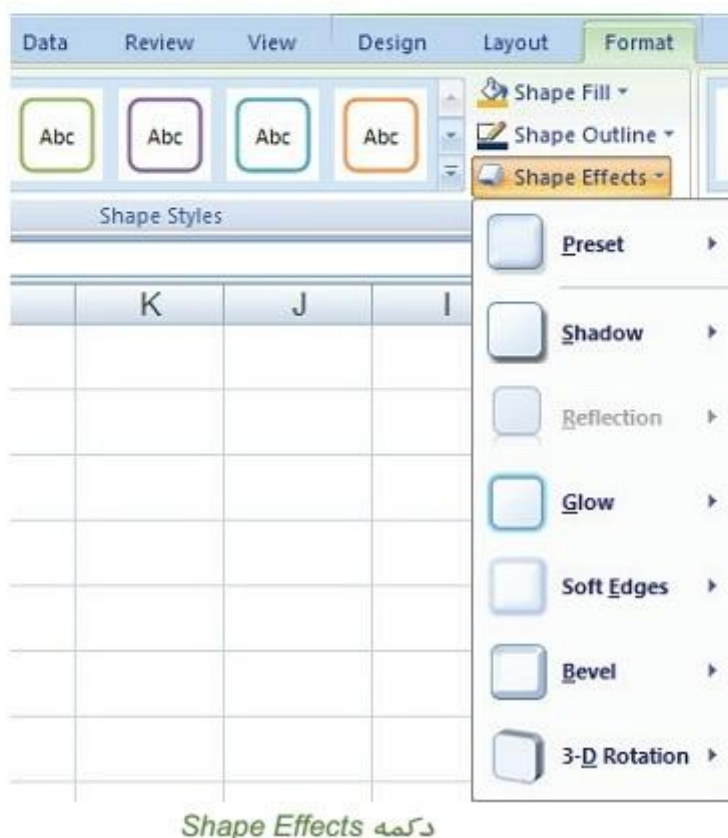 Data Review View Design Layout Format
Shape Fill
Abc Abc Abc Abc Shape Outline
Shape Effects
Shape Styles
Preset
K J I
Shadow
Reflection
Glow
Soft Edges
Bevel
3-D Rotation
دکمه Shape Effects